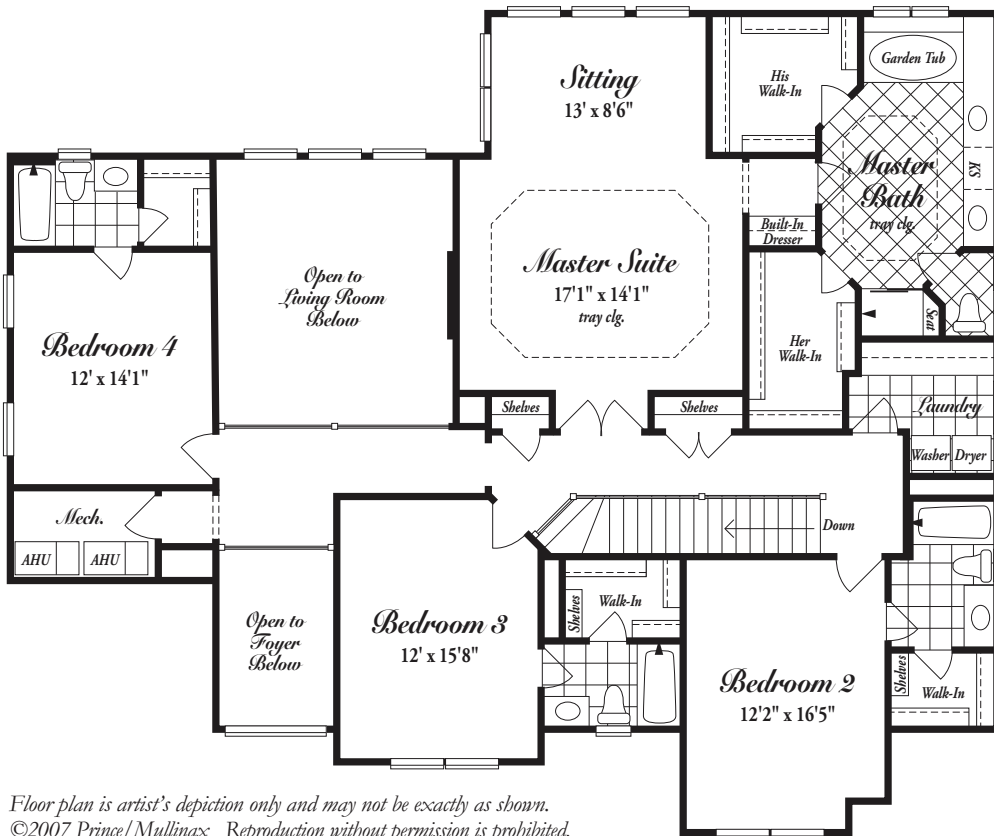 Sitting
13' x 8'6"
His
Walk-In
Garden Tub
Master
Bath
tray clg.
KS
Built-In
Dresser
Open to
Living Room
Below
Master Suite
17'1" x 14'1"
tray clg.
Bedroom 4
12' x 14'1"
Her
Walk-In
Seat
Shelves
Shelves
Laundry
Washer
Dryer
Mech.
AHU
AHU
Down
Open to
Foyer
Below
Bedroom 3
12' x 15'8"
Shelves
Walk-In
Bedroom 2
12'2" x 16'5"
Shelves
Walk-In
Floor plan is artist's depiction only and may not be exactly as shown.
©2007 Prince/Mullinax Reproduction without permission is prohibited.